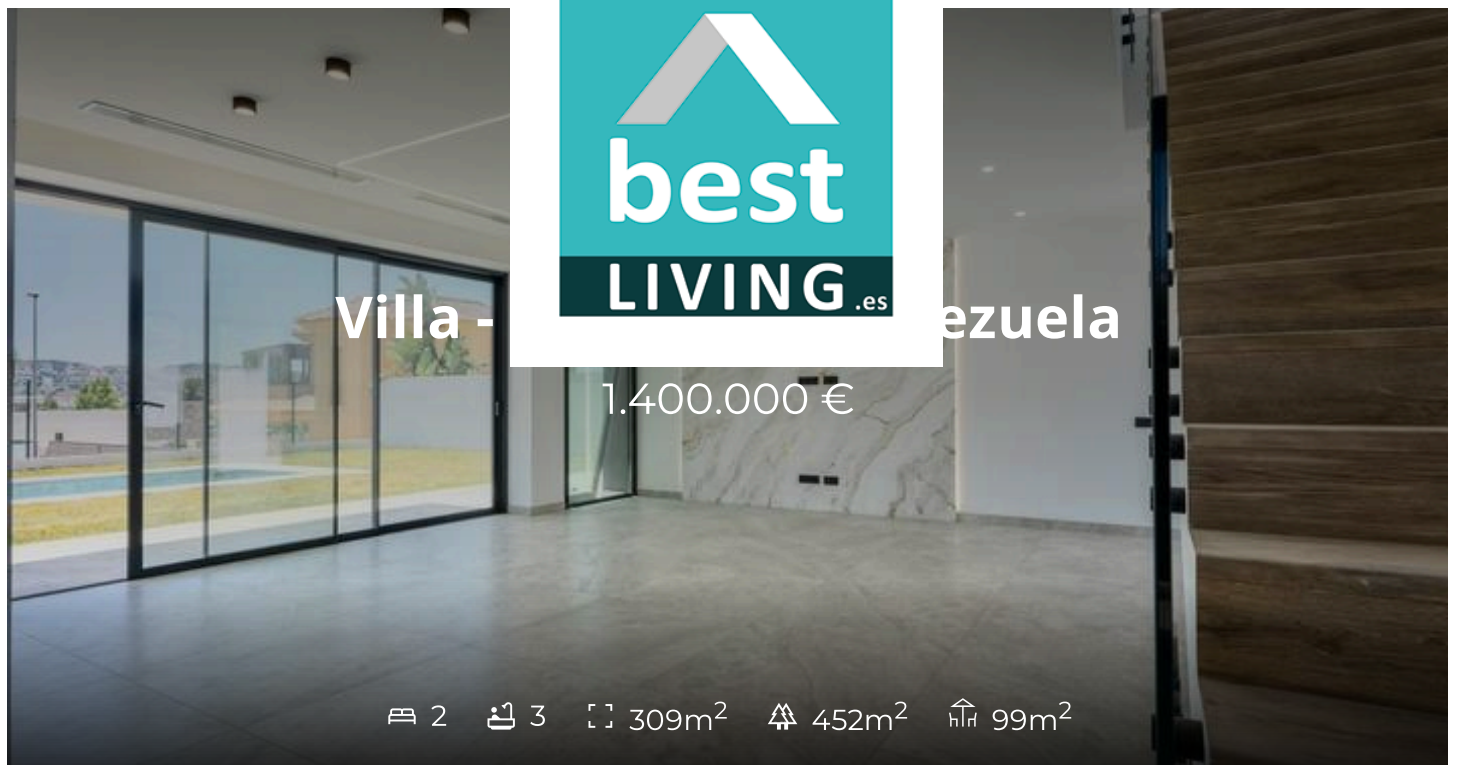 best
LIVING.es
Villa - ezuela
1.400.000 €
2 3 309m² 452m² 99m²